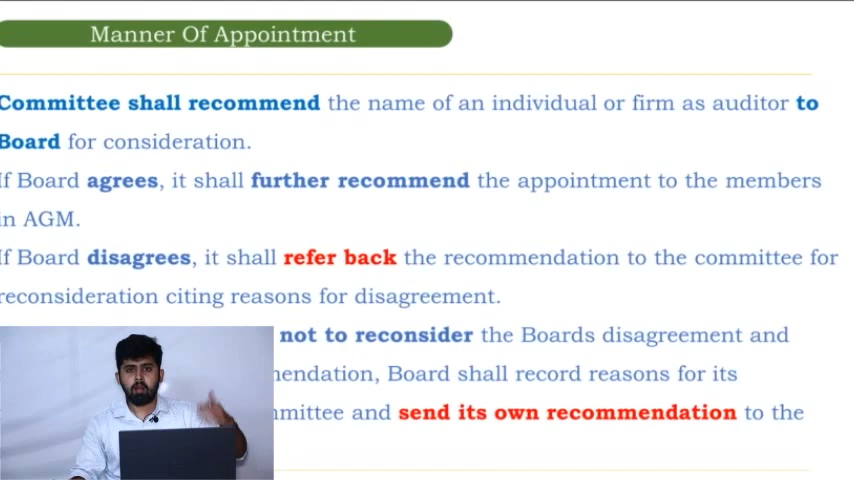 Manner Of Appointment
Committee shall recommend the name of an individual or firm as auditor to
Board for consideration.
If Board agrees, it shall further recommend the appointment to the members
in AGM.
If Board disagrees, it shall refer back the recommendation to the committee for
reconsideration citing reasons for disagreement.
not to reconsider the Boards disagreement and
Board shall record reasons for its
and send its own recommendation to the